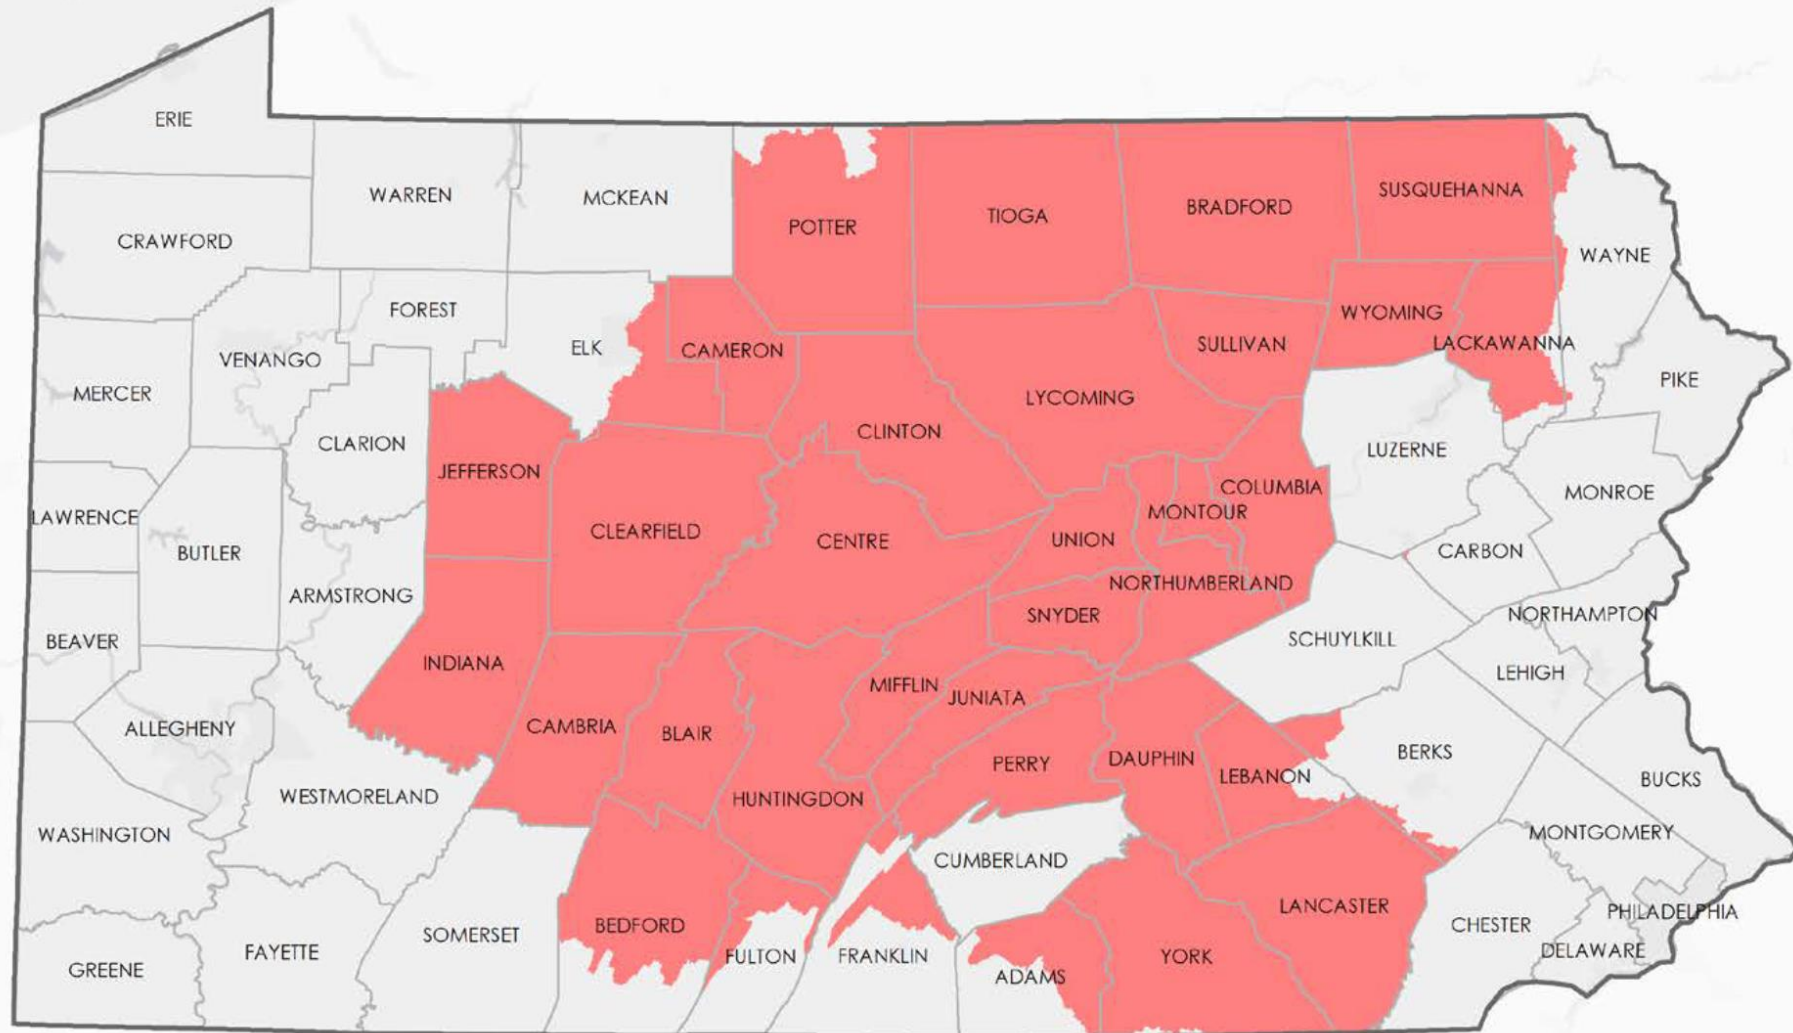 ERIE
WARREN
MCKEAN
POTTER
TIOGA
BRADFORD
SUSQUEHANNA
WAYNE
CRAWFORD
FOREST
ELK
CAMERON
SULLIVAN
WYOMING
LACKAWANNA
PIKE
VENANGO
MERCER
CLARION
JEFFERSON
CLINTON
LYCOMING
COLUMBIA
LUZERNE
MONROE
LAWRENCE
BUTLER
CLEARFIELD
CENTRE
UNION
MONTOUR
CARBON
ARMSTRONG
NORTHUMBERLAND
SNYDER
NORTHAMPTON
BEAVER
INDIANA
MIFFLIN
JUNIATA
SCHUYLKILL
LEHIGH
ALLEGHENY
CAMBRIA
BLAIR
PERRY
DAUPHIN
LEBANON
BERKS
BUCKS
WESTMORELAND
HUNTINGDON
WASHINGTON
CUMBERLAND
MONTGOMERY
LANCASTER
PHILADELPHIA
SOMERSET
BEDFORD
CHESTER
GREENE
FAYETTE
FULTON
FRANKLIN
ADAMS
YORK
DELAWARE